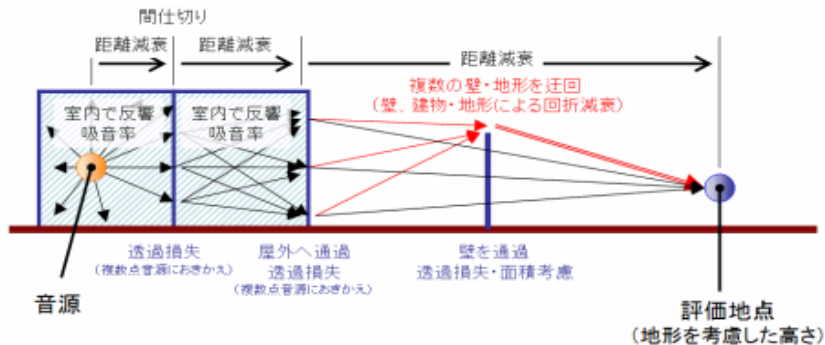 間仕切り
距離減衰
距離減衰
距離減衰
複数の壁・地形を迂回
(壁、建物・地形による回折減衰)
室内で反響
吸音率
室内で反響
吸音率
透過損失
(複数点音源におきかえ)
屋外へ通過
透過損失
(複数点音源におきかえ)
壁を通過
透過損失・面積考慮
音源
評価地点
(地形を考慮した高さ)